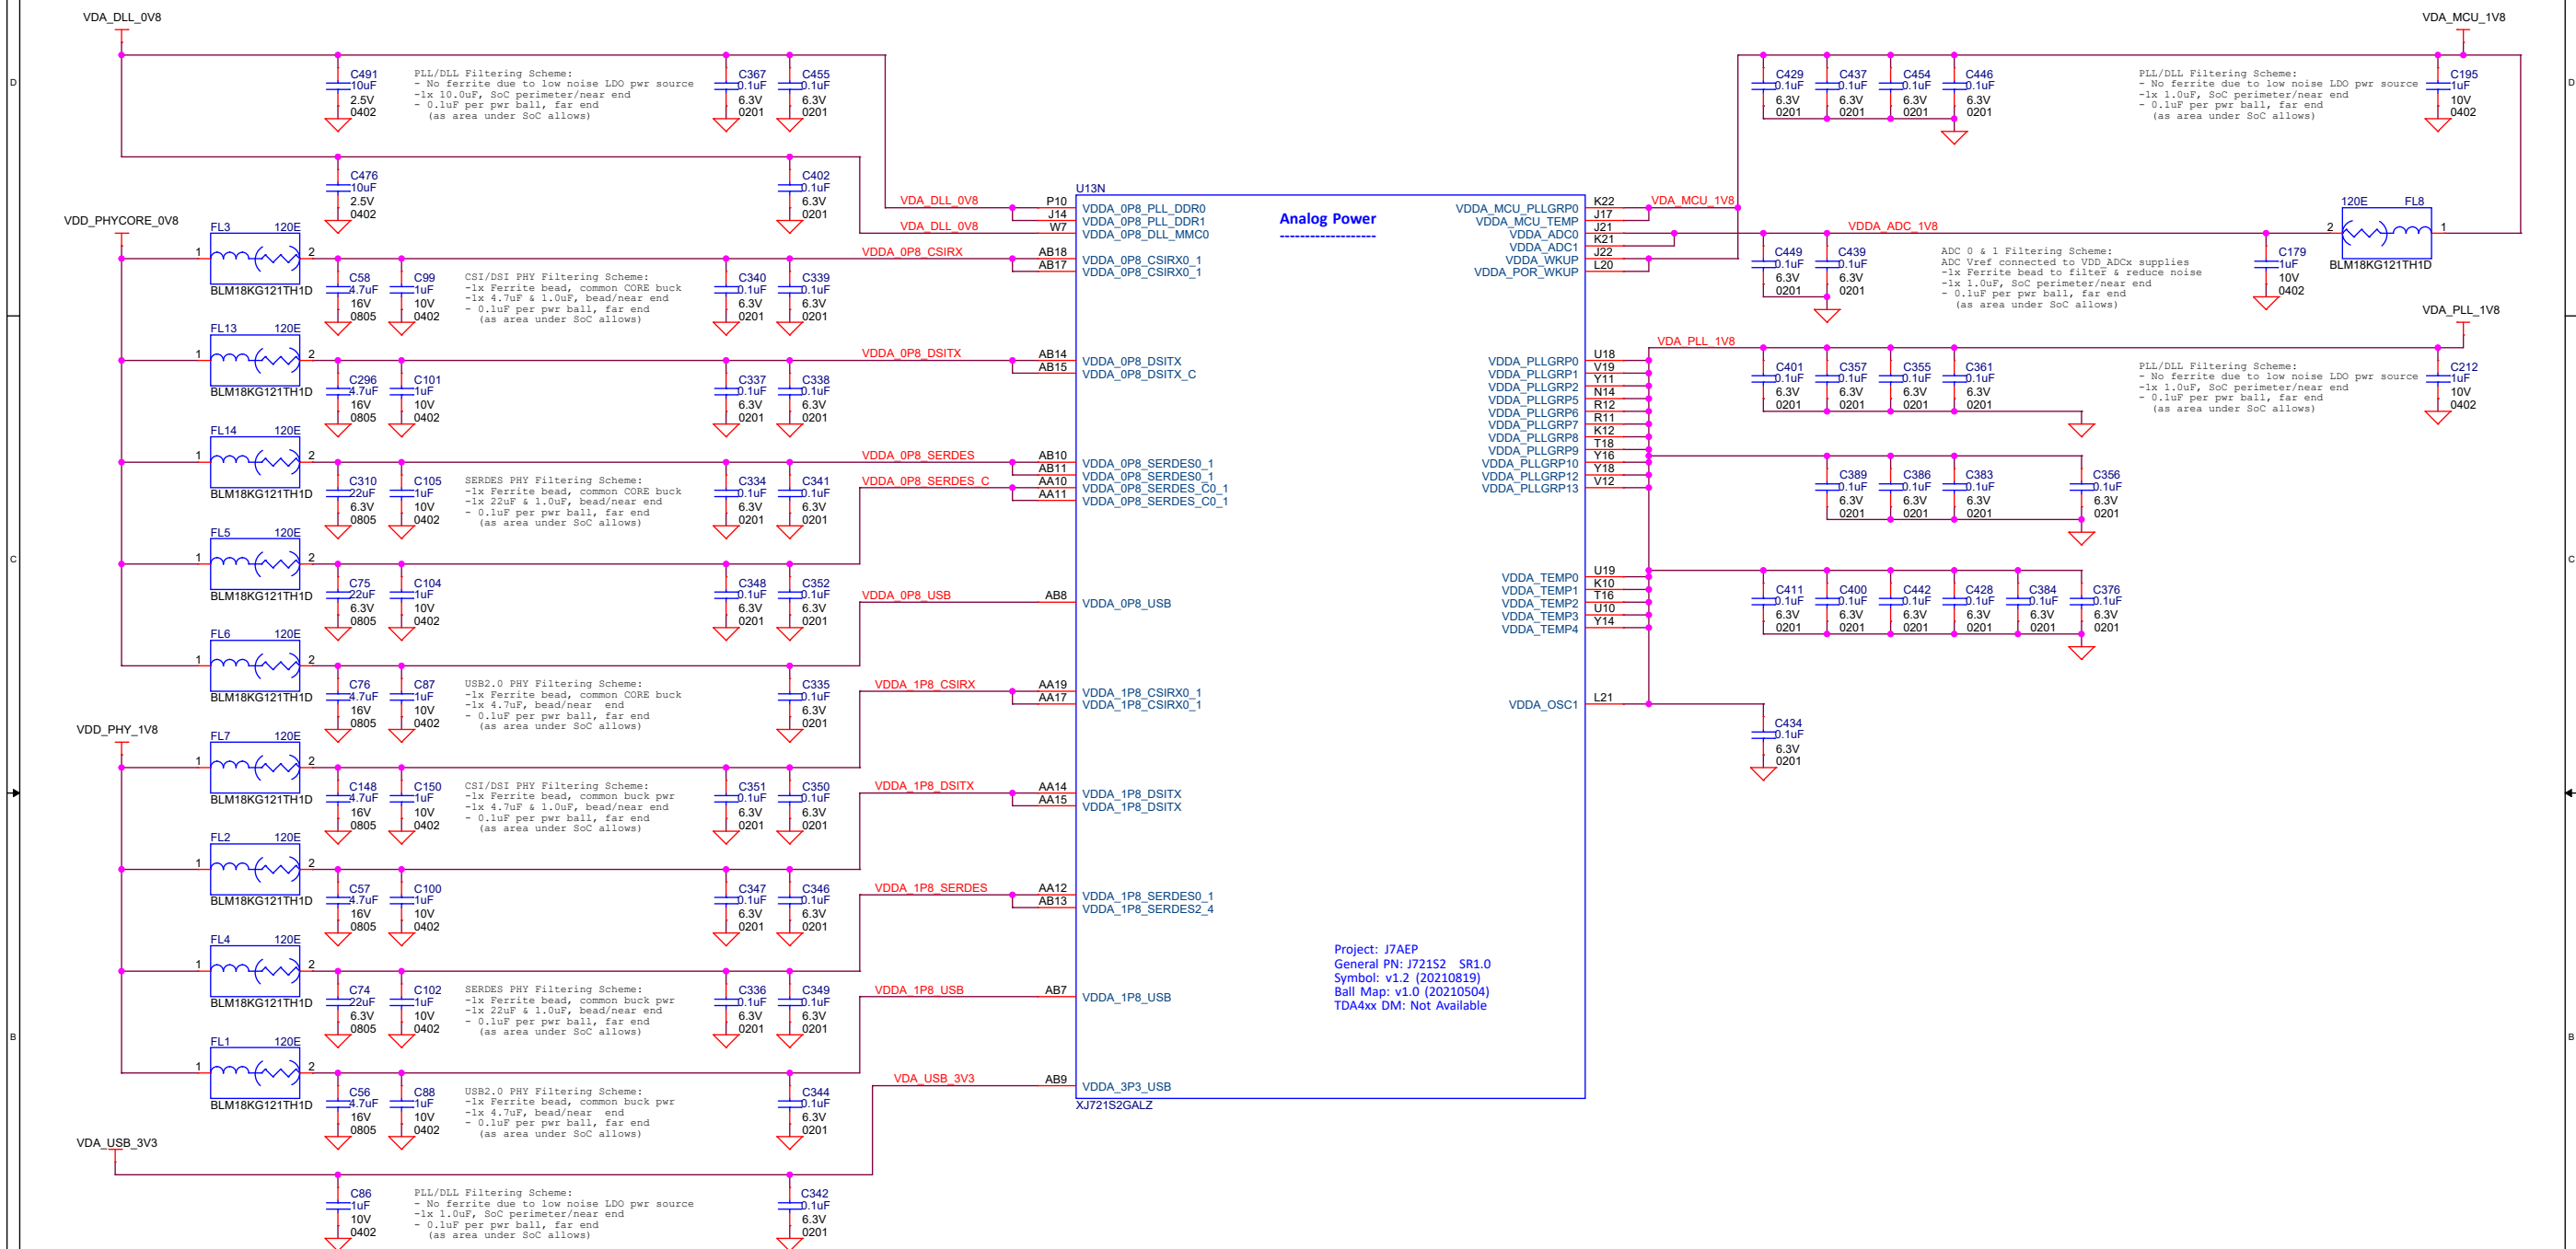 VDA_DLL_0V8
C491
10uF
2.5V
0402
PLL/DLL Filtering Scheme:
- No ferrite due to low noise LDO pwr source
-1x 10.0uF, SoC perimeter/near end
- 0.1uF per pwr ball, far end
(as area under SoC allows)
C367
0.1uF
6.3V
0201
C455
0.1uF
6.3V
0201
C476
10uF
2.5V
0402
C402
0.1uF
6.3V
0201
VDD_PHYCORE_0V8
FL3 120E
1 2
BLM18KG121TH1D
C58
4.7uF
16V
0805
C99
1uF
10V
0402
CSI/DSI PHY Filtering Scheme:
-1x Ferrite bead, common CORE buck
-1x 4.7uF & 1.0uF, bead/near end
- 0.1uF per pwr ball, far end
(as area under SoC allows)
C340
0.1uF
6.3V
0201
C339
0.1uF
6.3V
0201
FL13 120E
1 2
BLM18KG121TH1D
C296
4.7uF
16V
0805
C101
1uF
10V
0402
C337
0.1uF
6.3V
0201
C338
0.1uF
6.3V
0201
FL14 120E
1 2
BLM18KG121TH1D
C310
22uF
6.3V
0805
C105
1uF
10V
0402
SERDES PHY Filtering Scheme:
-1x Ferrite bead, common CORE buck
-1x 22uF & 1.0uF, bead/near end
- 0.1uF per pwr ball, far end
(as area under SoC allows)
C334
0.1uF
6.3V
0201
C341
0.1uF
6.3V
0201
FL5 120E
1 2
BLM18KG121TH1D
C75
22uF
6.3V
0805
C104
1uF
10V
0402
C348
0.1uF
6.3V
0201
C352
0.1uF
6.3V
0201
FL6 120E
1 2
BLM18KG121TH1D
C76
4.7uF
16V
0805
C87
1uF
10V
0402
USB2.0 PHY Filtering Scheme:
-1x Ferrite bead, common CORE buck
-1x 4.7uF, bead/near end
- 0.1uF per pwr ball, far end
(as area under SoC allows)
C335
0.1uF
6.3V
0201
VDD_PHY_1V8
FL7 120E
1 2
BLM18KG121TH1D
C148
4.7uF
16V
0805
C150
1uF
10V
0402
CSI/DSI PHY Filtering Scheme:
-1x Ferrite bead, common buck pwr
-1x 4.7uF & 1.0uF, bead/near end
- 0.1uF per pwr ball, far end
(as area under SoC allows)
C351
0.1uF
6.3V
0201
C350
0.1uF
6.3V
0201
FL2 120E
1 2
BLM18KG121TH1D
C57
4.7uF
16V
0805
C100
1uF
10V
0402
C347
0.1uF
6.3V
0201
C346
0.1uF
6.3V
0201
FL4 120E
1 2
BLM18KG121TH1D
C74
22uF
6.3V
0805
C102
1uF
10V
0402
SERDES PHY Filtering Scheme:
-1x Ferrite bead, common buck pwr
-1x 22uF & 1.0uF, bead/near end
- 0.1uF per pwr ball, far end
(as area under SoC allows)
C336
0.1uF
6.3V
0201
C349
0.1uF
6.3V
0201
FL1 120E
1 2
BLM18KG121TH1D
C56
4.7uF
16V
0805
C88
1uF
10V
0402
USB2.0 PHY Filtering Scheme:
-1x Ferrite bead, common buck pwr
-1x 4.7uF, bead/near end
- 0.1uF per pwr ball, far end
(as area under SoC allows)
C344
0.1uF
6.3V
0201
VDA_USB_3V3
C86
1uF
10V
0402
PLL/DLL Filtering Scheme:
- No ferrite due to low noise LDO pwr source
-1x 1.0uF, SoC perimeter/near end
- 0.1uF per pwr ball, far end
(as area under SoC allows)
C342
0.1uF
6.3V
0201
U13N
Analog Power
-------------------
VDA_DLL_0V8 P10 VDDA_0P8_PLL_DDR0
J14 VDDA_0P8_PLL_DDR1
VDA_DLL_0V8 W7 VDDA_0P8_DLL_MMC0
VDDA_0P8_CSIRX AB18 VDDA_0P8_CSIRX0_1
AB17 VDDA_0P8_CSIRX0_1
VDDA_0P8_DSITX AB14 VDDA_0P8_DSITX
AB15 VDDA_0P8_DSITX_C
VDDA_0P8_SERDES AB10 VDDA_0P8_SERDES0_1
AB11 VDDA_0P8_SERDES0_1
VDDA_0P8_SERDES_C AA10 VDDA_0P8_SERDES_C0_1
AA11 VDDA_0P8_SERDES_C0_1
VDDA_0P8_USB AB8 VDDA_0P8_USB
VDDA_1P8_CSIRX AA19 VDDA_1P8_CSIRX0_1
AA17 VDDA_1P8_CSIRX0_1
VDDA_1P8_DSITX AA14 VDDA_1P8_DSITX
AA15 VDDA_1P8_DSITX
VDDA_1P8_SERDES AA12 VDDA_1P8_SERDES0_1
AB13 VDDA_1P8_SERDES2_4
VDDA_1P8_USB AB7 VDDA_1P8_USB
VDA_USB_3V3 AB9 VDDA_3P3_USB
XJ721S2GALZ
Project: J7AEP
General PN: J721S2 SR1.0
Symbol: v1.2 (20210819)
Ball Map: v1.0 (20210504)
TDA4xx DM: Not Available
VDDA_MCU_PLLGRP0 K22 VDA_MCU_1V8
VDDA_MCU_TEMP J17
VDDA_ADC0 J21 VDDA_ADC_1V8
VDDA_ADC1 K21
VDDA_WKUP J22
VDDA_POR_WKUP L20
VDA_PLL_1V8
VDDA_PLLGRP0 U18
VDDA_PLLGRP1 V19
VDDA_PLLGRP2 Y11
VDDA_PLLGRP5 N14
VDDA_PLLGRP6 R12
VDDA_PLLGRP7 R11
VDDA_PLLGRP8 K12
VDDA_PLLGRP9 T18
VDDA_PLLGRP10 Y16
VDDA_PLLGRP12 Y18
VDDA_PLLGRP13 V12
VDDA_TEMP0 U19
VDDA_TEMP1 K10
VDDA_TEMP2 T16
VDDA_TEMP3 U10
VDDA_TEMP4 Y14
VDDA_OSC1 L21
VDA_MCU_1V8
C429
0.1uF
6.3V
0201
C437
0.1uF
6.3V
0201
C454
0.1uF
6.3V
0201
C446
0.1uF
6.3V
0201
PLL/DLL Filtering Scheme:
- No ferrite due to low noise LDO pwr source
-1x 1.0uF, SoC perimeter/near end
- 0.1uF per pwr ball, far end
(as area under SoC allows)
C195
1uF
10V
0402
C449
0.1uF
6.3V
0201
C439
0.1uF
6.3V
0201
ADC 0 & 1 Filtering Scheme:
ADC Vref connected to VDD_ADCx supplies
-1x Ferrite bead to filter & reduce noise
-1x 1.0uF, SoC perimeter/near end
- 0.1uF per pwr ball, far end
(as area under SoC allows)
C179
1uF
10V
0402
120E FL8
2 1
BLM18KG121TH1D
VDA_PLL_1V8
C401
0.1uF
6.3V
0201
C357
0.1uF
6.3V
0201
C355
0.1uF
6.3V
0201
C361
0.1uF
6.3V
0201
PLL/DLL Filtering Scheme:
- No ferrite due to low noise LDO pwr source
-1x 1.0uF, SoC perimeter/near end
- 0.1uF per pwr ball, far end
(as area under SoC allows)
C212
1uF
10V
0402
C389
0.1uF
6.3V
0201
C386
0.1uF
6.3V
0201
C383
0.1uF
6.3V
0201
C356
0.1uF
6.3V
0201
C411
0.1uF
6.3V
0201
C400
0.1uF
6.3V
0201
C442
0.1uF
6.3V
0201
C428
0.1uF
6.3V
0201
C384
0.1uF
6.3V
0201
C376
0.1uF
6.3V
0201
C434
0.1uF
6.3V
0201
D
C
B
D
C
B